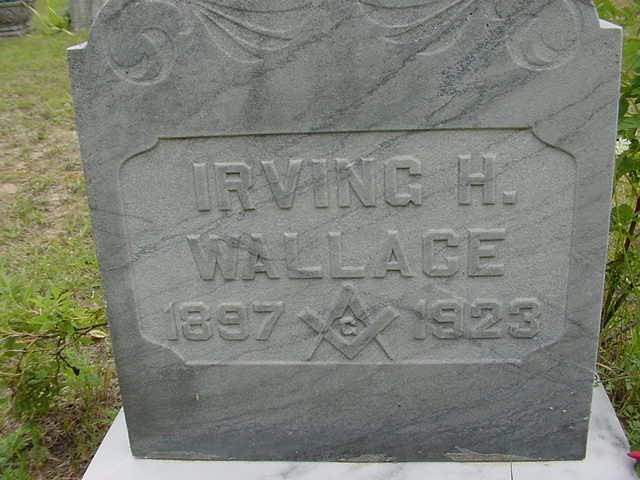 IRVING H.
WALLACE
1897 G 1923